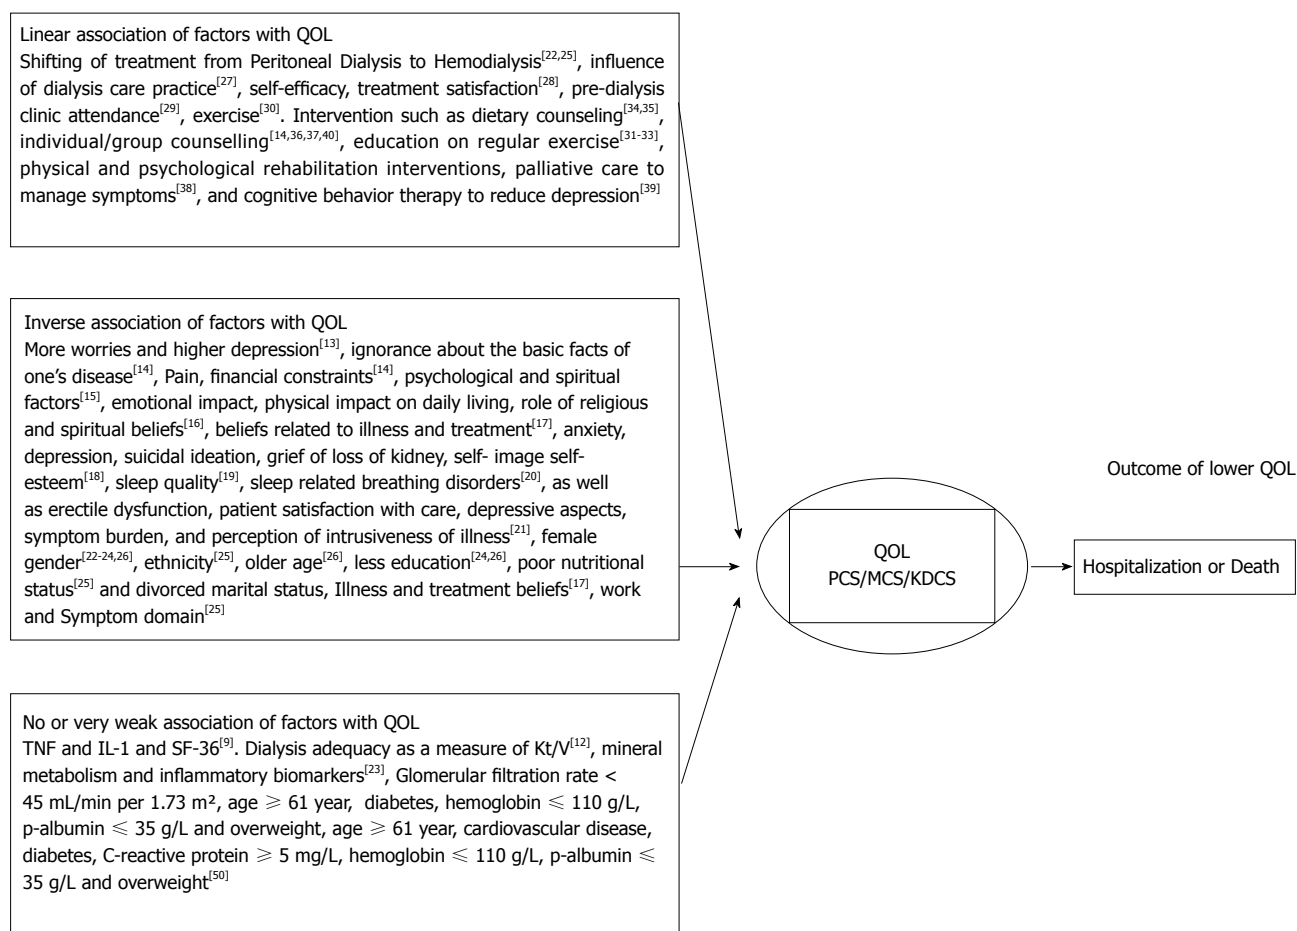 Linear association of factors with QOL
Shifting of treatment from Peritoneal Dialysis to Hemodialysis[22,25], influence
of dialysis care practice[27], self-efficacy, treatment satisfaction[28], pre-dialysis
clinic attendance[29], exercise[30]. Intervention such as dietary counseling[34,35],
individual/group counselling[14,36,37,40], education on regular exercise[31-33],
physical and psychological rehabilitation interventions, palliative care to
manage symptoms[38], and cognitive behavior therapy to reduce depression[39]
Inverse association of factors with QOL
More worries and higher depression[13], ignorance about the basic facts of
one's disease[14], Pain, financial constraints[14], psychological and spiritual
factors[15], emotional impact, physical impact on daily living, role of religious
and spiritual beliefs[16], beliefs related to illness and treatment[17], anxiety,
depression, suicidal ideation, grief of loss of kidney, self- image self-
esteem[18], sleep quality[19], sleep related breathing disorders[20], as well
as erectile dysfunction, patient satisfaction with care, depressive aspects,
symptom burden, and perception of intrusiveness of illness[21], female
gender[22-24,26], ethnicity[25], older age[26], less education[24,26], poor nutritional
status[25] and divorced marital status, Illness and treatment beliefs[17], work
and Symptom domain[25]
No or very weak association of factors with QOL
TNF and IL-1 and SF-36[9]. Dialysis adequacy as a measure of Kt/V[12], mineral
metabolism and inflammatory biomarkers[23], Glomerular filtration rate <
45 mL/min per 1.73 m², age ≥ 61 year, diabetes, hemoglobin ≤ 110 g/L,
p-albumin ≤ 35 g/L and overweight, age ≥ 61 year, cardiovascular disease,
diabetes, C-reactive protein ≥ 5 mg/L, hemoglobin ≤ 110 g/L, p-albumin ≤
35 g/L and overweight[50]
QOL
PCS/MCS/KDCS
Outcome of lower QOL
Hospitalization or Death